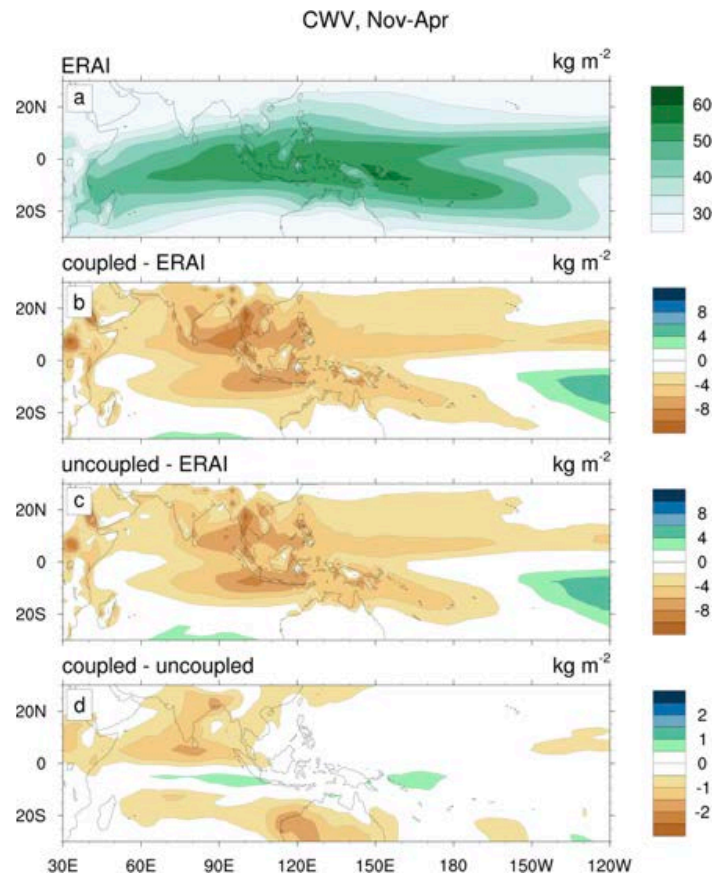 CWV, Nov-Apr
ERAI kg m-2
a
20N
0
20S
60
50
40
30
coupled - ERAI kg m-2
b
20N
0
20S
8
4
0
-4
-8
uncoupled - ERAI kg m-2
c
20N
0
20S
8
4
0
-4
-8
coupled - uncoupled kg m-2
d
20N
0
20S
2
1
0
-1
-2
30E 60E 90E 120E 150E 180 150W 120W